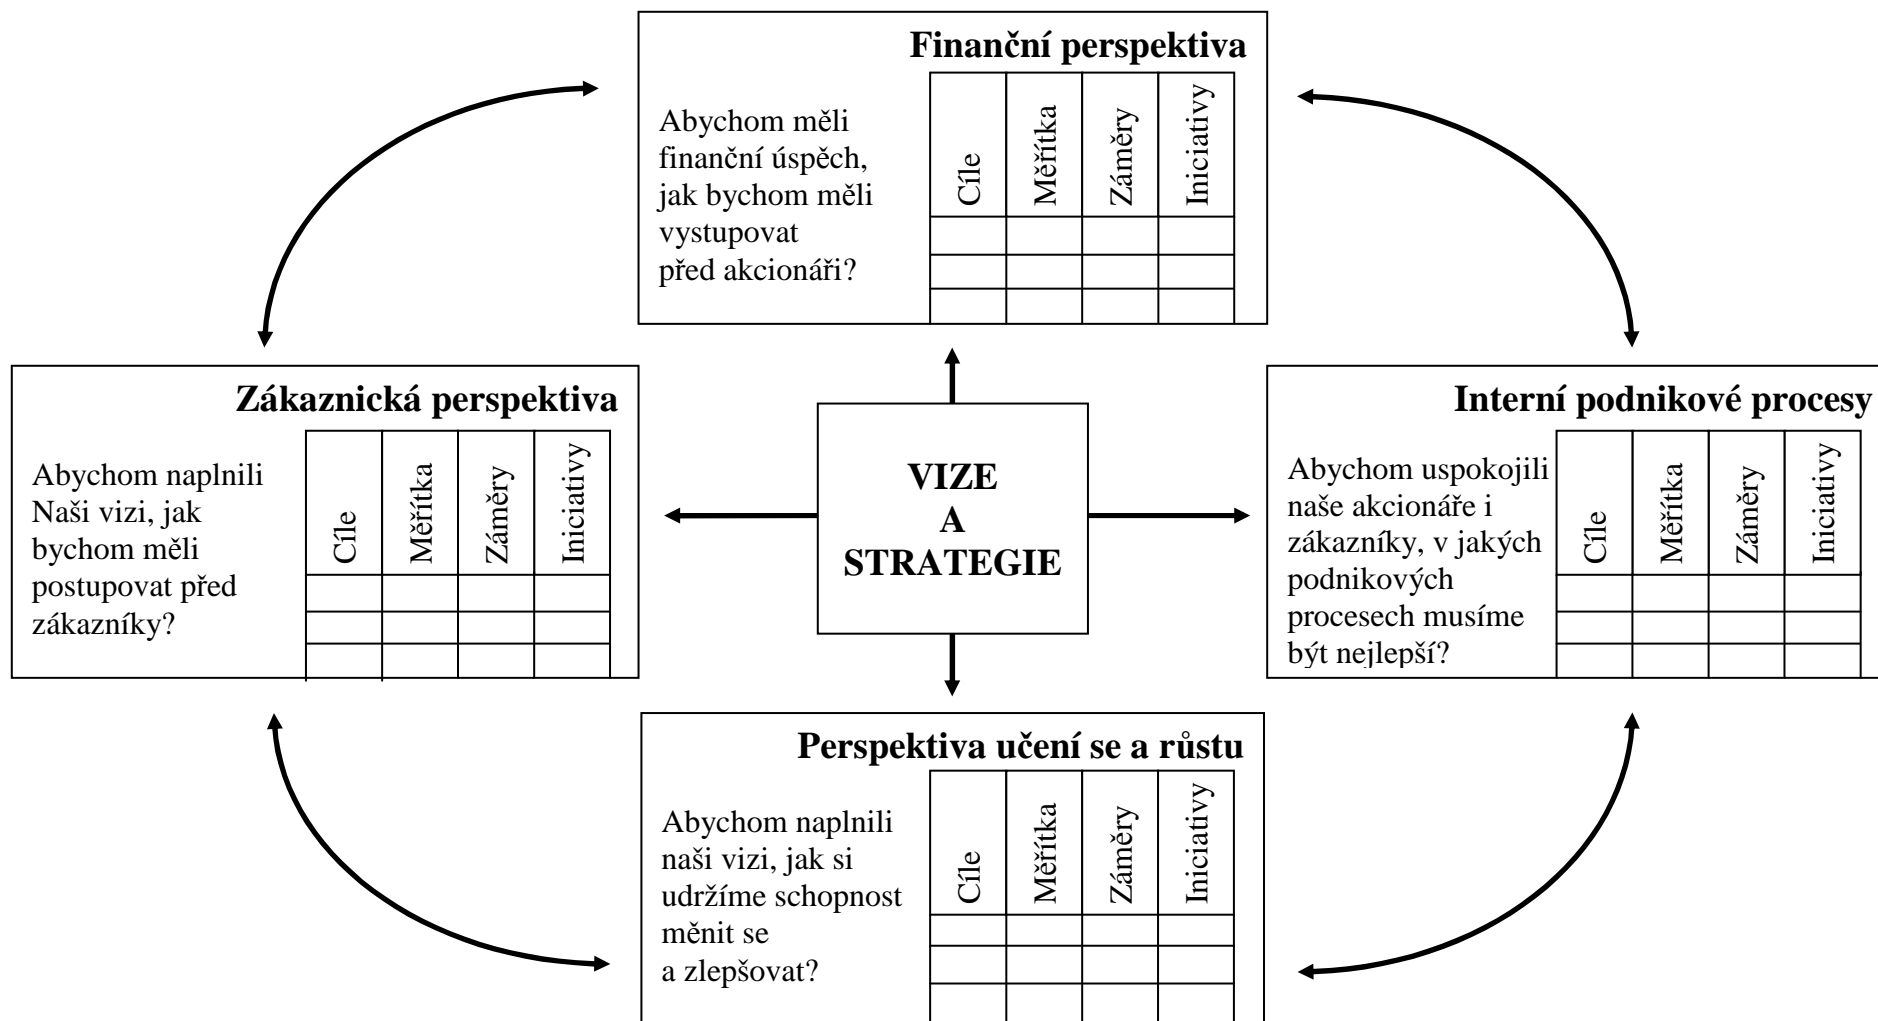 Finanční perspektiva
Abychom měli
finanční úspěch,
jak bychom měli
vystupovat
před akcionáři?
Cíle
Měřítka
Záměry
Iniciativy
Zákaznická perspektiva
Abychom naplnili
Naši vizi, jak
bychom měli
postupovat před
zákazníky?
Cíle
Měřítka
Záměry
Iniciativy
VIZE
A
STRATEGIE
Interní podnikové procesy
Abychom uspokojili
naše akcionáře i
zákazníky, v jakých
podnikových
procesech musíme
být nejlepší?
Cíle
Měřítka
Záměry
Iniciativy
Perspektiva učení se a růstu
Abychom naplnili
naši vizi, jak si
udržíme schopnost
měnit se
a zlepšovat?
Cíle
Měřítka
Záměry
Iniciativy